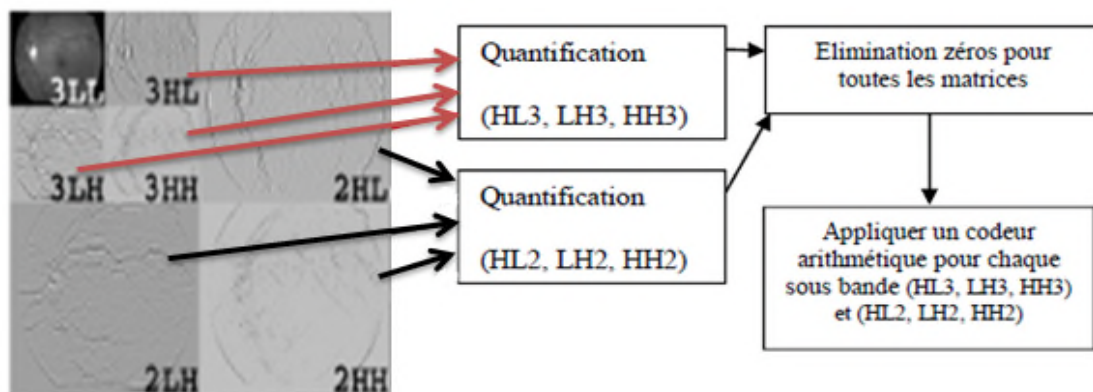 3LL
3HL
3LH
3HH
2HL
2LH
2HH
Quantification
(HL3, LH3, HH3)
Quantification
(HL2, LH2, HH2)
Elimination zéros pour
toutes les matrices
Appliquer un codeur
arithmétique pour chaque
sous bande (HL3, LH3, HH3)
et (HL2, LH2, HH2)